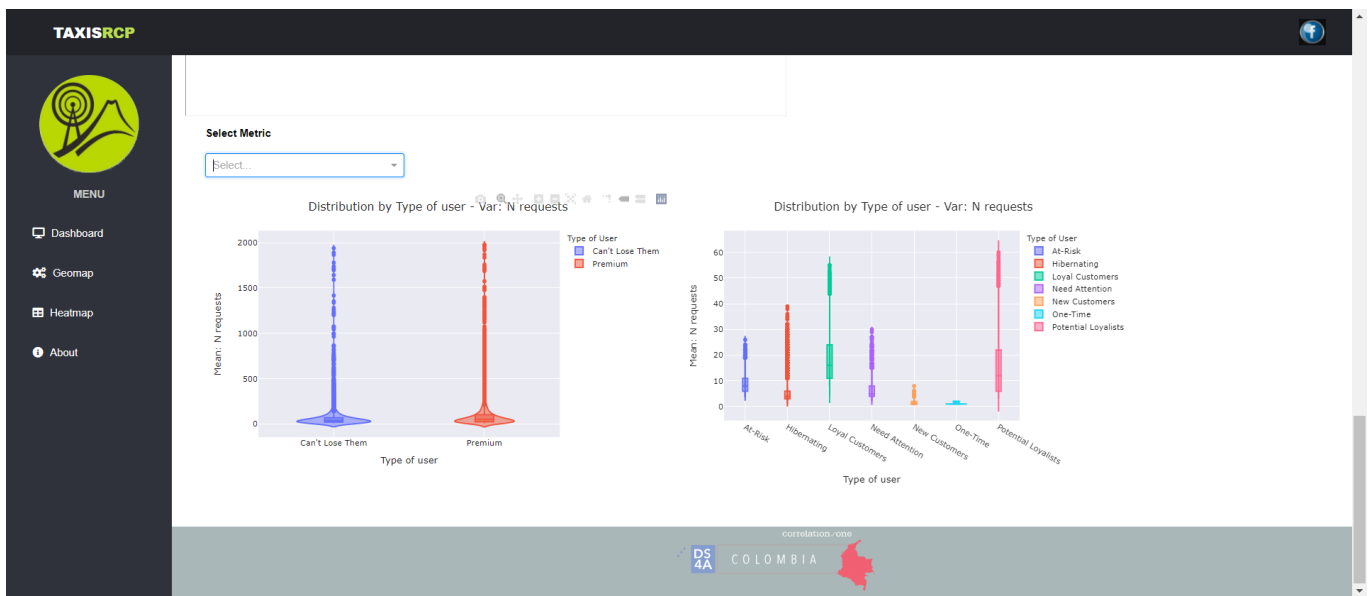 TAXISRCP
MENU
Dashboard
Geomap
Heatmap
About
Select Metric
Select...
Distribution by Type of user - Var: N requests
Mean: N requests
2000
1500
1000
500
0
Can't Lose Them
Premium
Type of user
Type of User
Can't Lose Them
Premium
Distribution by Type of user - Var: N requests
Mean: N requests
60
50
40
30
20
10
0
At-Risk
Hibernating
Loyal Customers
Need Attention
New Customers
One-Time
Potential Loyalists
Type of user
Type of User
At-Risk
Hibernating
Loyal Customers
Need Attention
New Customers
One-Time
Potential Loyalists
correlation/one
DS
4A
COLOMBIA